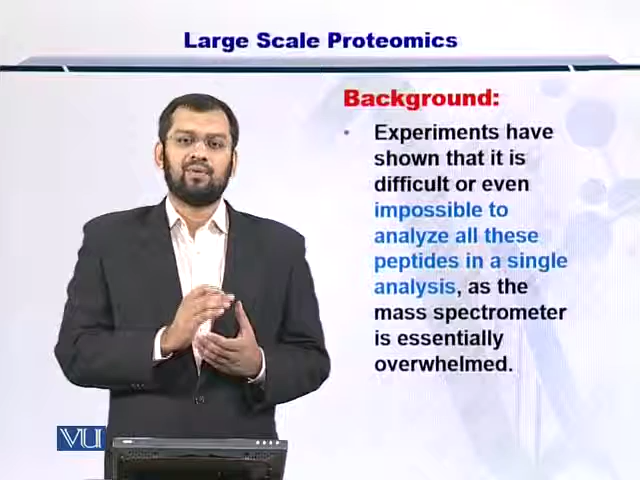 Large Scale Proteomics
Background:
• Experiments have
shown that it is
difficult or even
impossible to
analyze all these
peptides in a single
analysis, as the
mass spectrometer
is essentially
overwhelmed.
VU